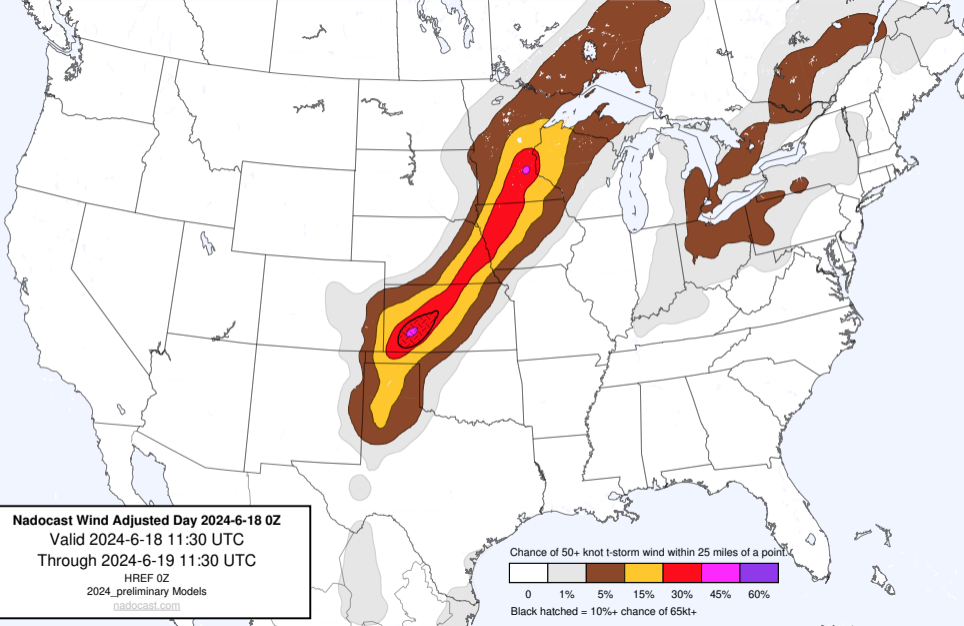 Nadocast Wind Adjusted Day 2024-6-18 0Z
Valid 2024-6-18 11:30 UTC
Through 2024-6-19 11:30 UTC
HREF 0Z
2024_preliminary Models
nadocast.com
Chance of 50+ knot t-storm wind within 25 miles of a point.
0 1% 5% 15% 30% 45% 60%
Black hatched = 10%+ chance of 65kt+